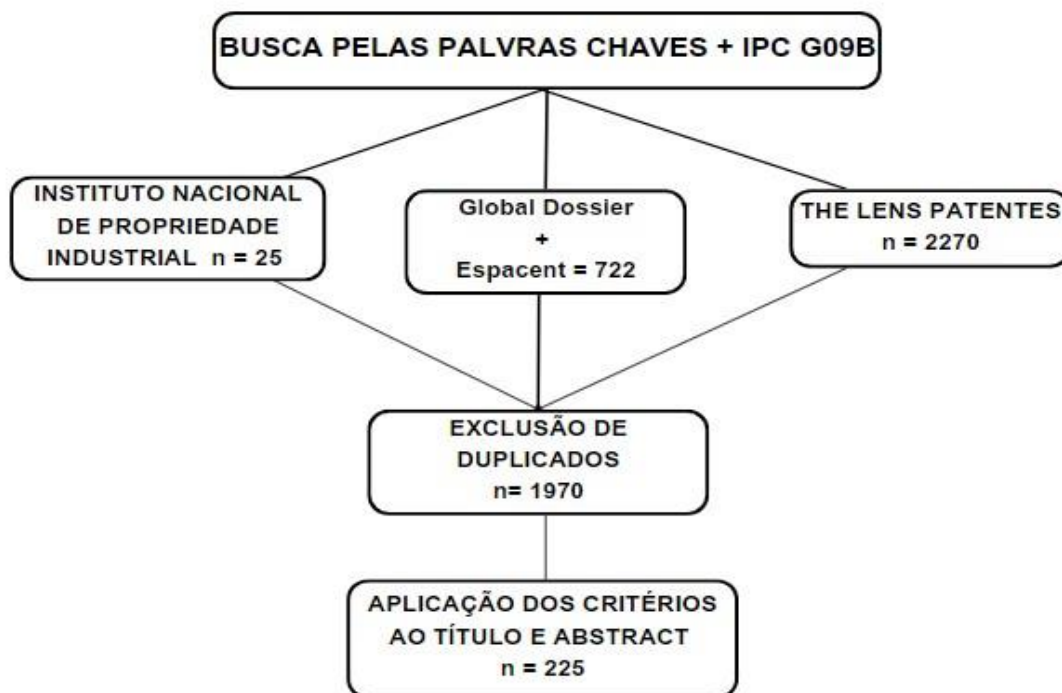 BUSCA PELAS PALVRAS CHAVES + IPC G09B
INSTITUTO NACIONAL
DE PROPRIEDADE
INDUSTRIAL n = 25
Global Dossier
+
Espacent = 722
THE LENS PATENTES
n = 2270
EXCLUSÃO DE
DUPLICADOS
n= 1970
APLICAÇÃO DOS CRITÉRIOS
AO TÍTULO E ABSTRACT
n = 225